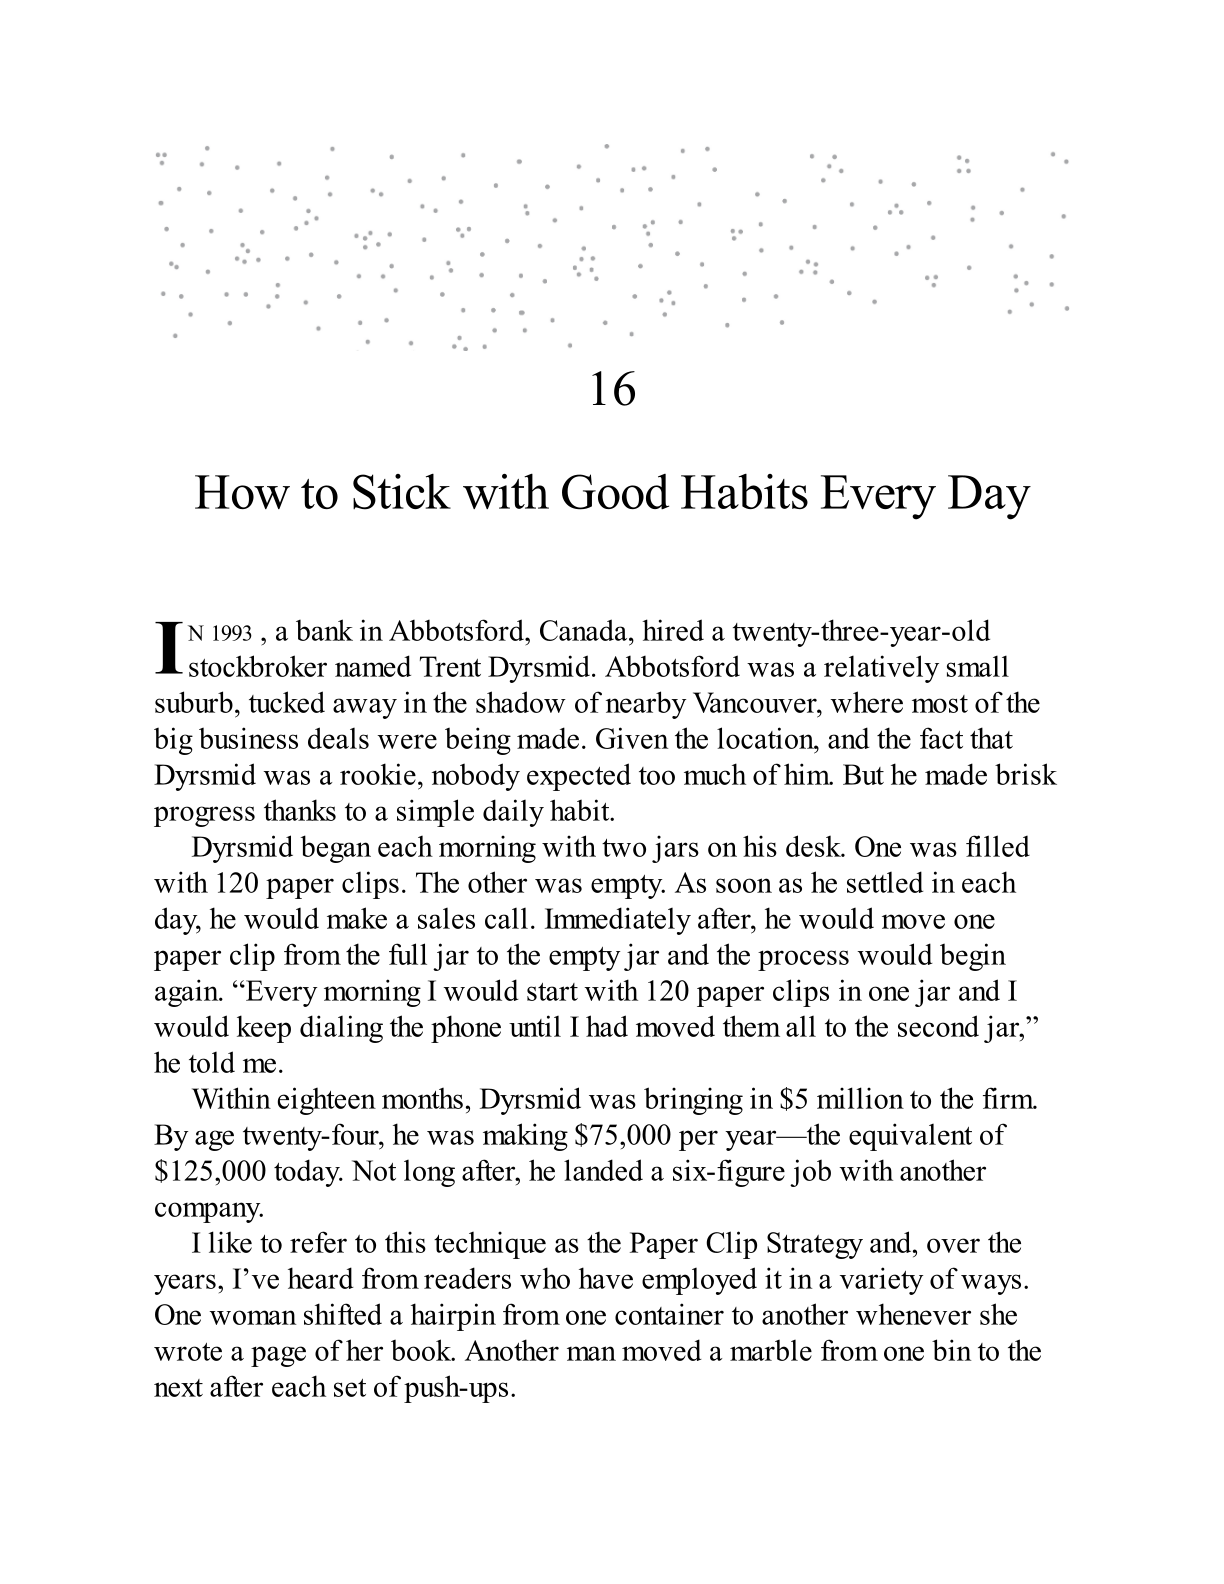 16
How to Stick with Good Habits Every Day
IN 1993 , a bank in Abbotsford, Canada, hired a twenty-three-year-old
stockbroker named Trent Dyrsmid. Abbotsford was a relatively small
suburb, tucked away in the shadow of nearby Vancouver, where most of the
big business deals were being made. Given the location, and the fact that
Dyrsmid was a rookie, nobody expected too much of him. But he made brisk
progress thanks to a simple daily habit.
Dyrsmid began each morning with two jars on his desk. One was filled
with 120 paper clips. The other was empty. As soon as he settled in each
day, he would make a sales call. Immediately after, he would move one
paper clip from the full jar to the empty jar and the process would begin
again. “Every morning I would start with 120 paper clips in one jar and I
would keep dialing the phone until I had moved them all to the second jar,”
he told me.
Within eighteen months, Dyrsmid was bringing in $5 million to the firm.
By age twenty-four, he was making $75,000 per year—the equivalent of
$125,000 today. Not long after, he landed a six-figure job with another
company.
I like to refer to this technique as the Paper Clip Strategy and, over the
years, I’ve heard from readers who have employed it in a variety of ways.
One woman shifted a hairpin from one container to another whenever she
wrote a page of her book. Another man moved a marble from one bin to the
next after each set of push-ups.